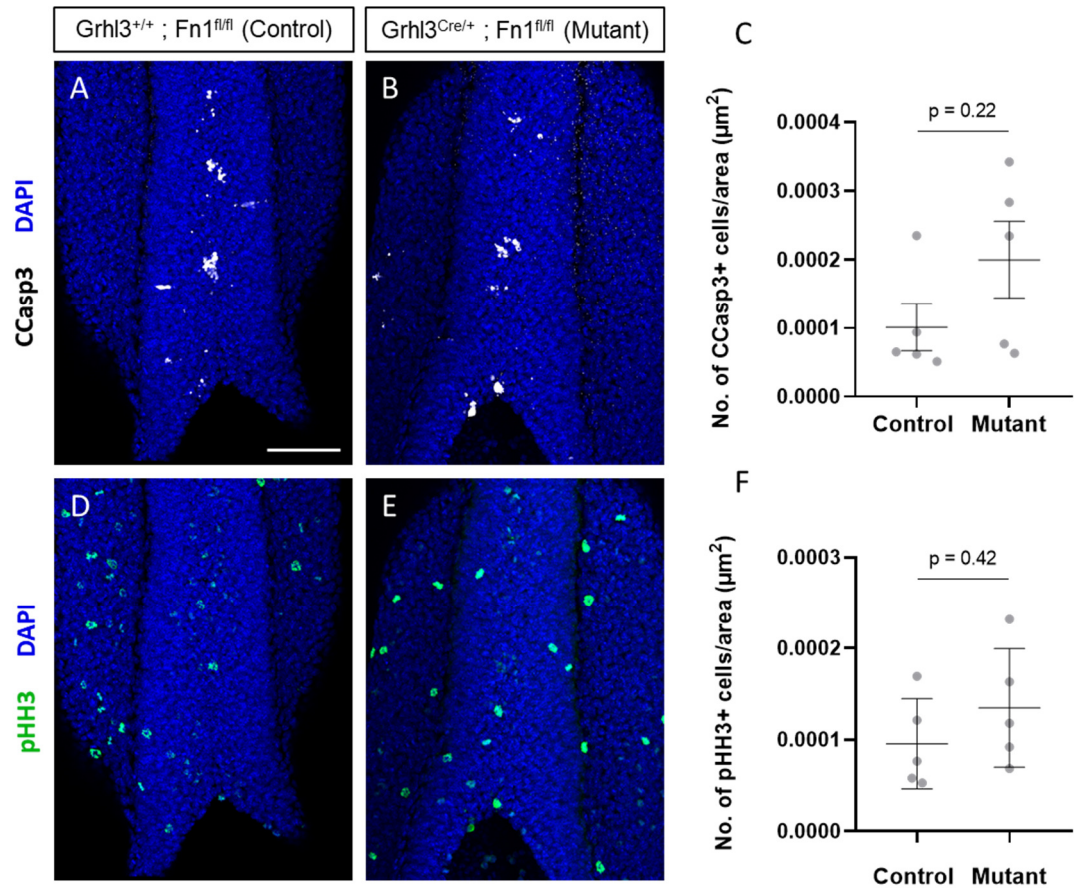 Grhl3+/+ ; Fn1fl/fl (Control)
Grhl3Cre/+ ; Fn1fl/fl (Mutant)
CCasp3 DAPI
A
B
C
No. of CCasp3+ cells/area (µm²)
p = 0.22
0.0004
0.0003
0.0002
0.0001
0.0000
Control Mutant
pHH3 DAPI
D
E
F
No. of pHH3+ cells/area (µm²)
p = 0.42
0.0003
0.0002
0.0001
0.0000
Control Mutant